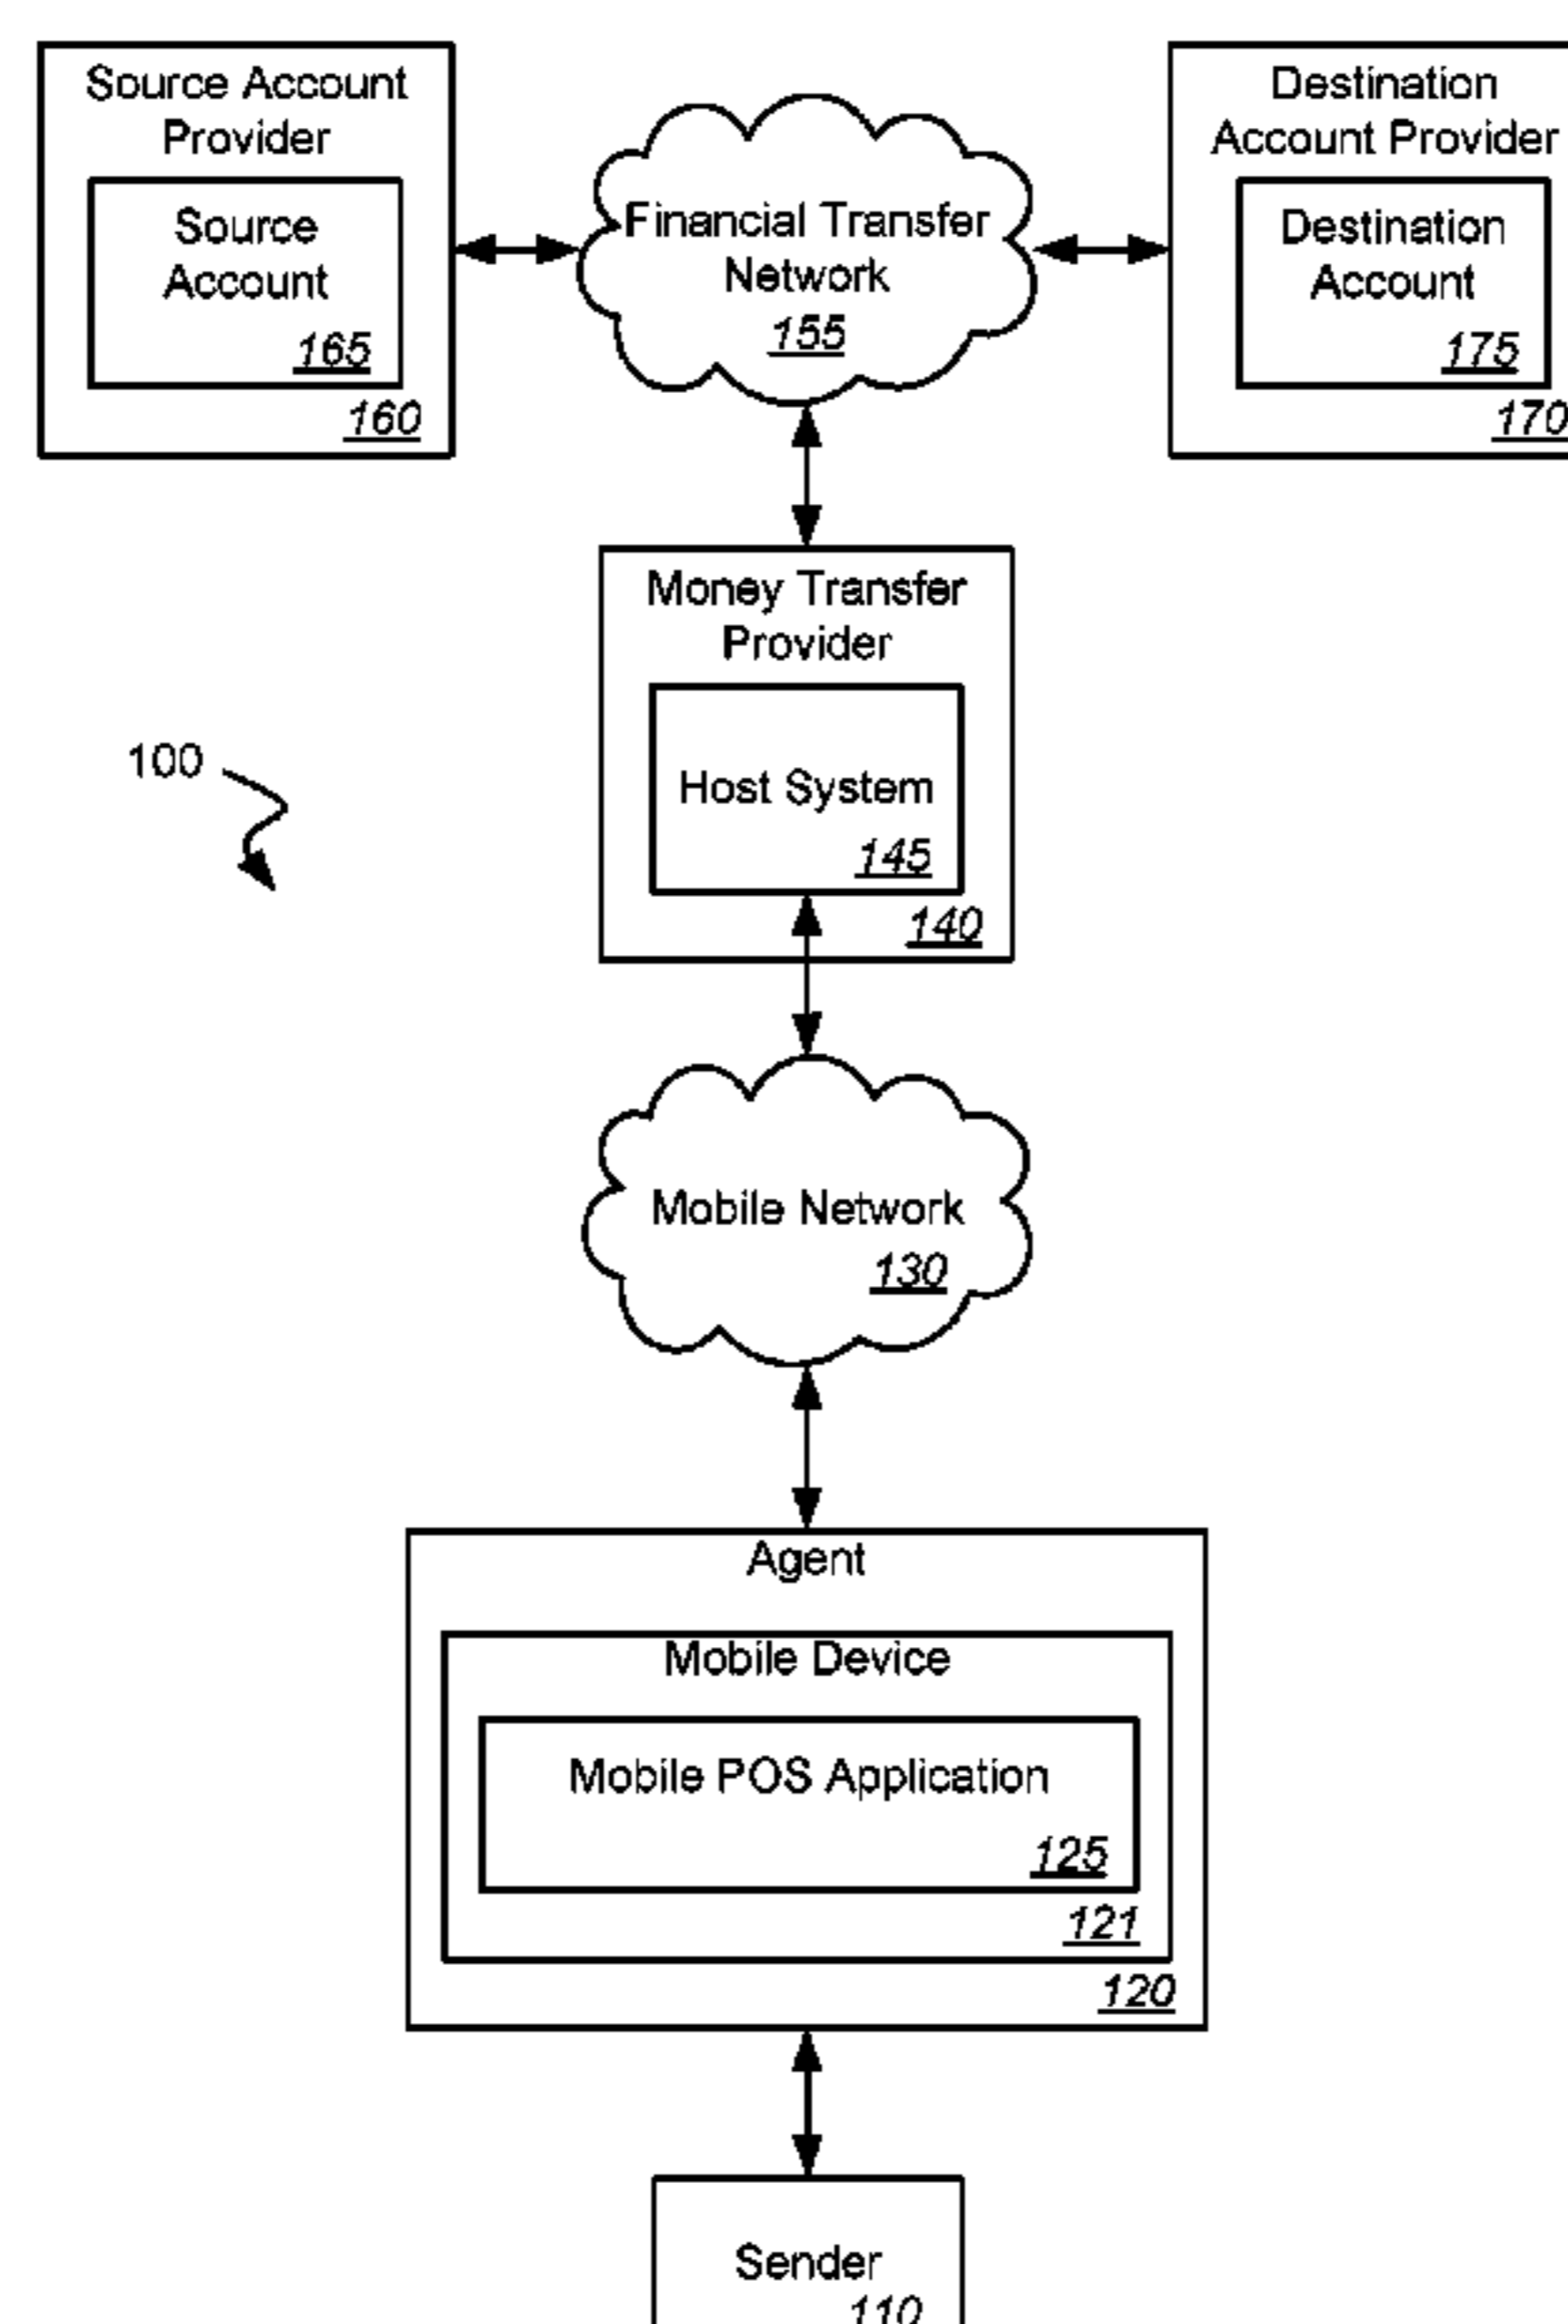 Source Account
Provider
Source
Account
165
160
Financial Transfer
Network
155
Destination
Account Provider
Destination
Account
175
170
Money Transfer
Provider
Host System
145
140
100
Mobile Network
130
Agent
Mobile Device
Mobile POS Application
125
121
120
Sender
110